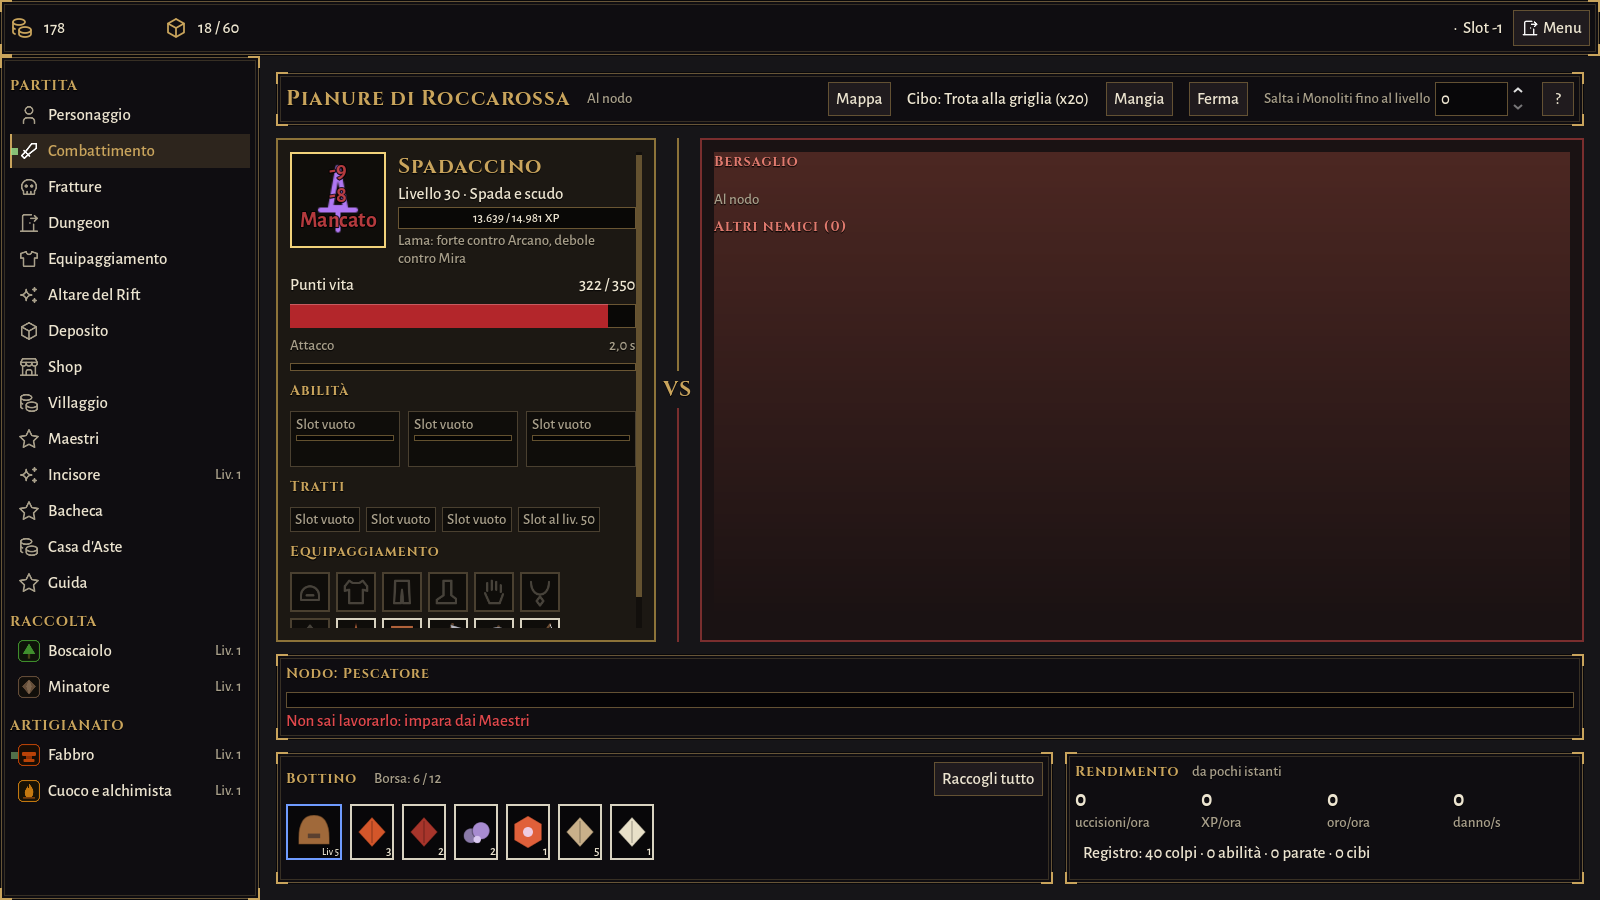 178
18 / 60
· Slot -1
Menu
PARTITA
Personaggio
Combattimento
Fratture
Dungeon
Equipaggiamento
Altare del Rift
Deposito
Shop
Villaggio
Maestri
Incisore Liv. 1
Bacheca
Casa d'Aste
Guida
RACCOLTA
Boscaiolo Liv. 1
Minatore Liv. 1
ARTIGIANATO
Fabbro Liv. 1
Cuoco e alchimista Liv. 1
PIANURE DI ROCCAROSSA Al nodo
Mappa
Cibo: Trota alla griglia (x20)
Mangia
Ferma
Salta i Monoliti fino al livello 0
?
-9
-8
Mancato
SPADACCINO
Livello 30 · Spada e scudo
13.639 / 14.981 XP
Lama: forte contro Arcano, debole
contro Mira
Punti vita 322 / 350
Attacco 2,0 s
ABILITÀ
Slot vuoto Slot vuoto Slot vuoto
TRATTI
Slot vuoto Slot vuoto Slot vuoto Slot al liv. 50
EQUIPAGGIAMENTO
VS
BERSAGLIO
Al nodo
ALTRI NEMICI (0)
NODO: PESCATORE
Non sai lavorarlo: impara dai Maestri
BOTTINO Borsa: 6 / 12
Raccogli tutto
Liv 5 3 2 2 1 5 1
RENDIMENTO da pochi istanti
0 0 0 0
uccisioni/ora XP/ora oro/ora danno/s
Registro: 40 colpi · 0 abilità · 0 parate · 0 cibi